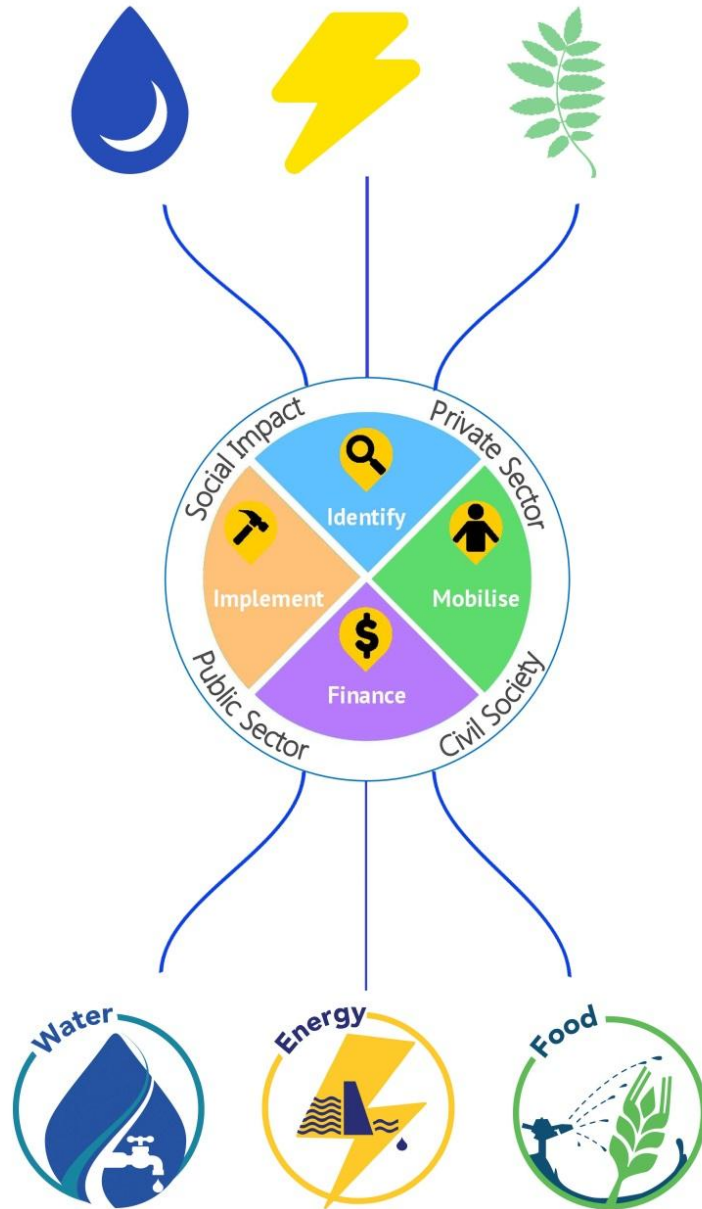 Social Impact
Private Sector
Identify
Implement
Mobilise
Finance
Public Sector
Civil Society
Water
Energy
Food